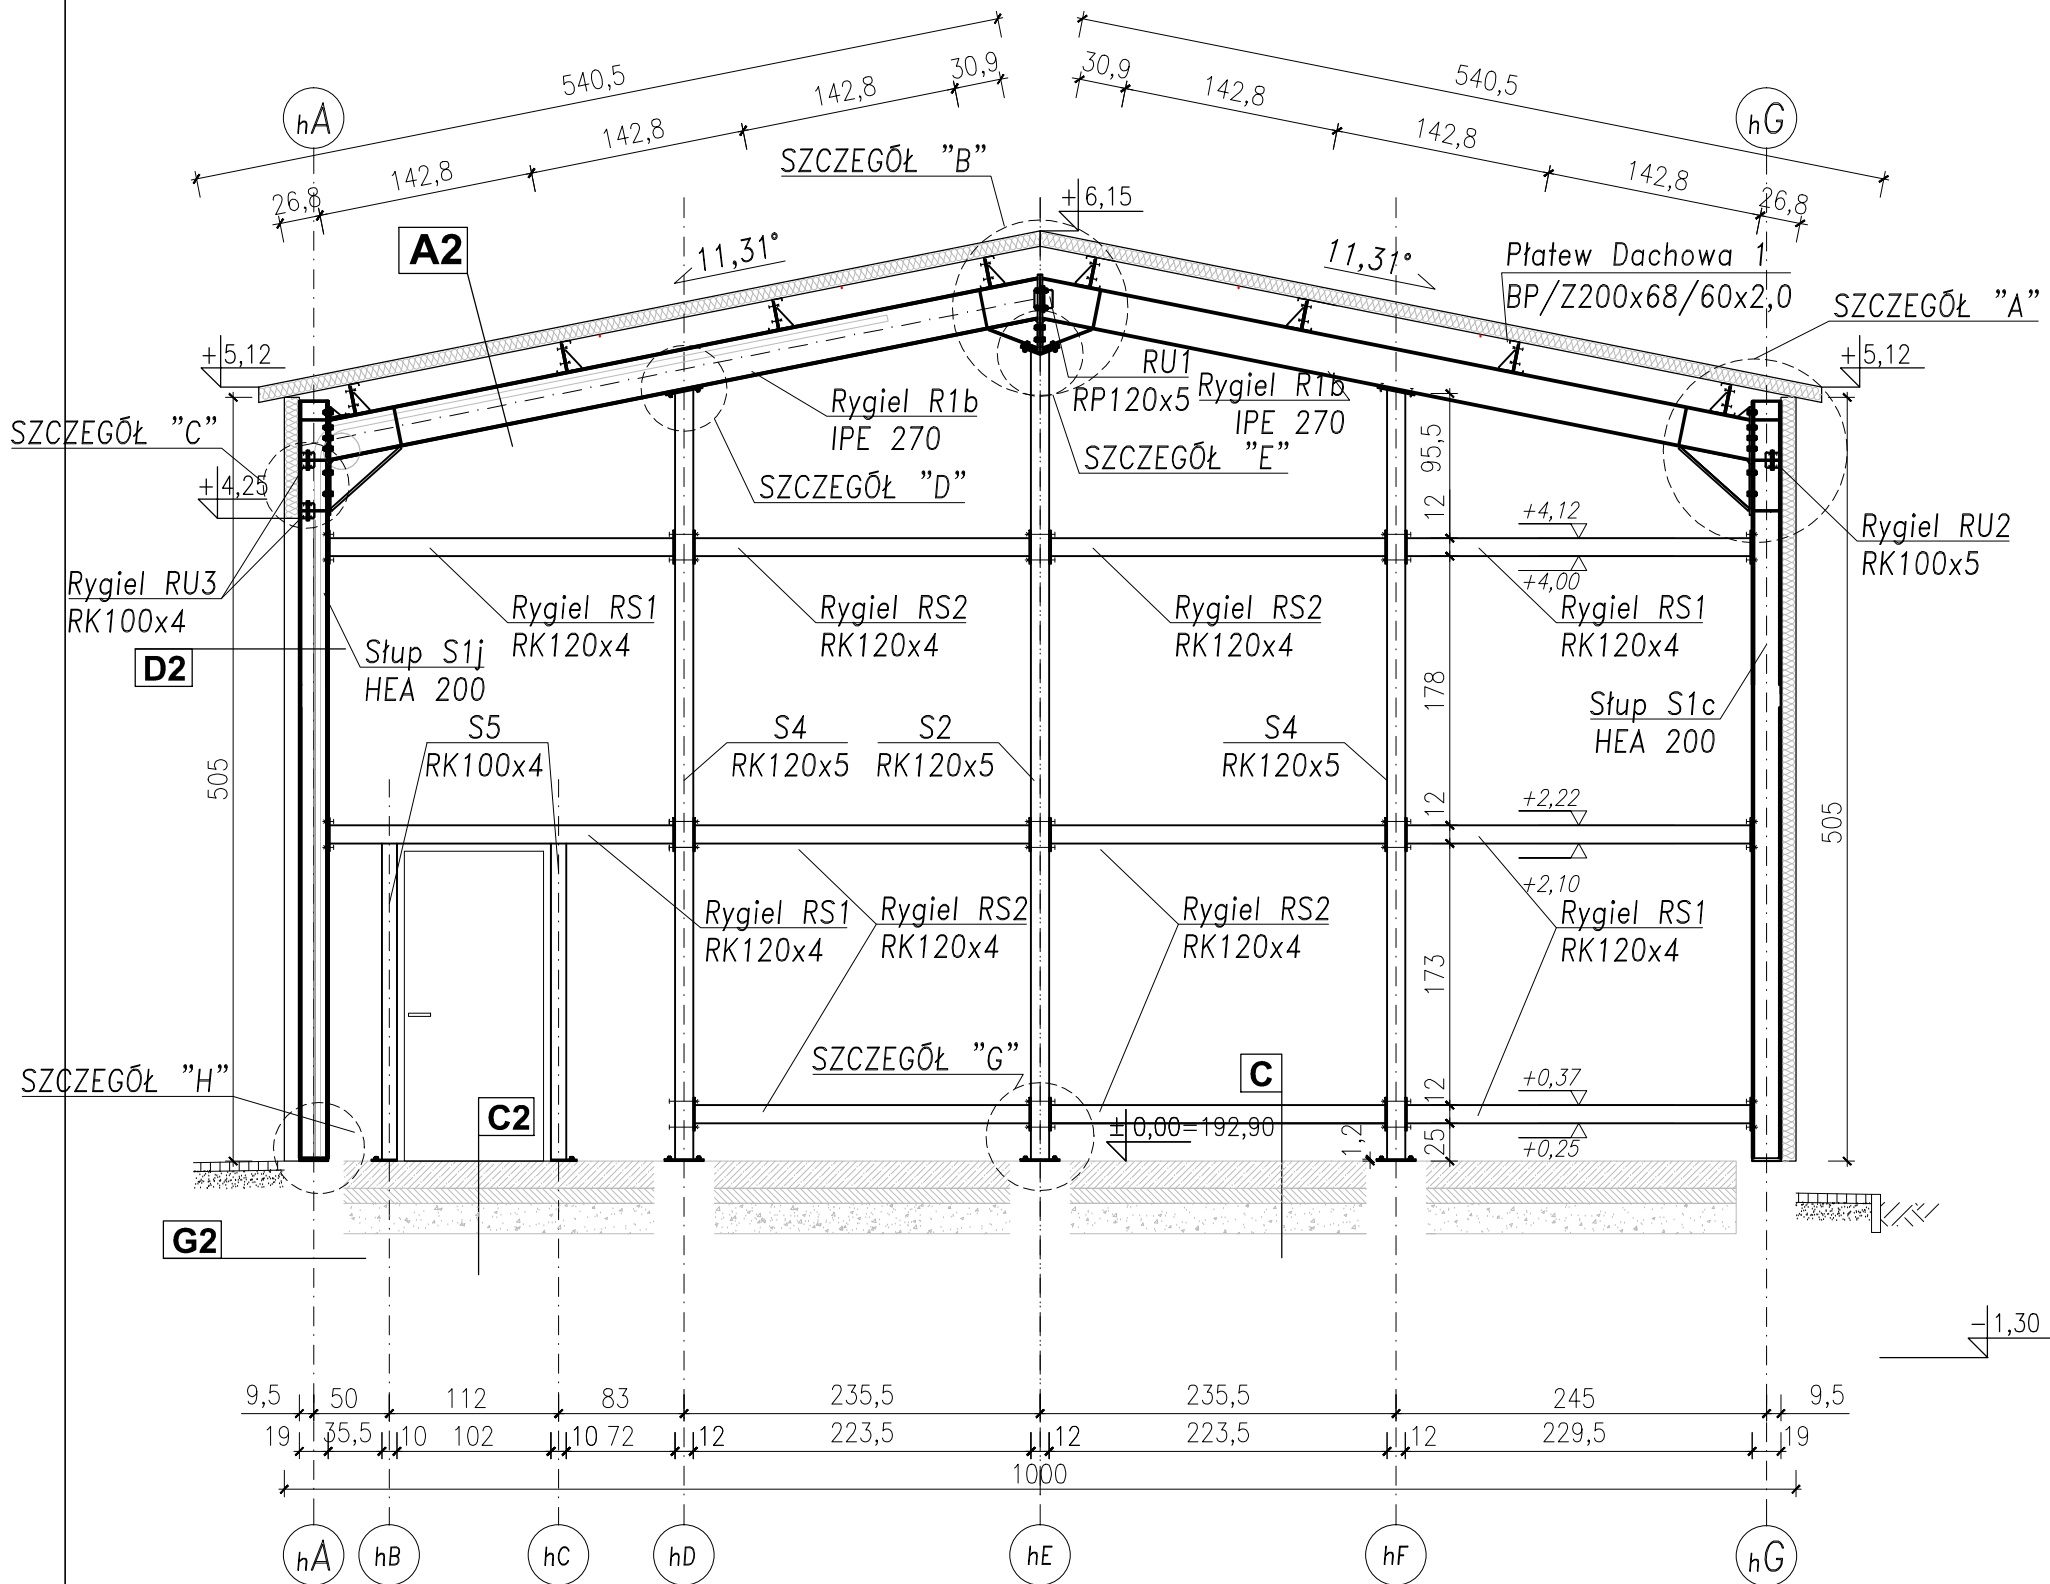 540,5
540,5
30,9
30,9
142,8
142,8
142,8
142,8
142,8
142,8
26,8
26,8
hA
hG
SZCZEGÓŁ "B"
+6,15
A2
11,31°
11,31°
Płatew Dachowa 1
BP/Z200x68/60x2,0
SZCZEGÓŁ "A"
+5,12
+5,12
RU1
RP120x5
Rygiel R1b
IPE 270
Rygiel R1b
IPE 270
SZCZEGÓŁ "C"
SZCZEGÓŁ "E"
SZCZEGÓŁ "D"
95,5
+4,25
12
+4,12
Rygiel RU2
RK100x5
Rygiel RU3
RK100x4
+4,00
Rygiel RS1
RK120x4
Rygiel RS2
RK120x4
Rygiel RS2
RK120x4
Rygiel RS1
RK120x4
D2
Słup S1j
HEA 200
178
Słup S1c
HEA 200
S5
RK100x4
S4
RK120x5
S2
RK120x5
S4
RK120x5
505
505
12
+2,22
+2,10
Rygiel RS1
RK120x4
Rygiel RS2
RK120x4
Rygiel RS2
RK120x4
Rygiel RS1
RK120x4
173
SZCZEGÓŁ "G"
SZCZEGÓŁ "H"
C
C2
12
+0,37
± 0,00=192,90
1,2
25
+0,25
G2
-1,30
9,5
50
112
83
235,5
235,5
245
9,5
19
35,5
10
102
10
72
12
223,5
12
223,5
12
229,5
19
1000
hA
hB
hC
hD
hE
hF
hG